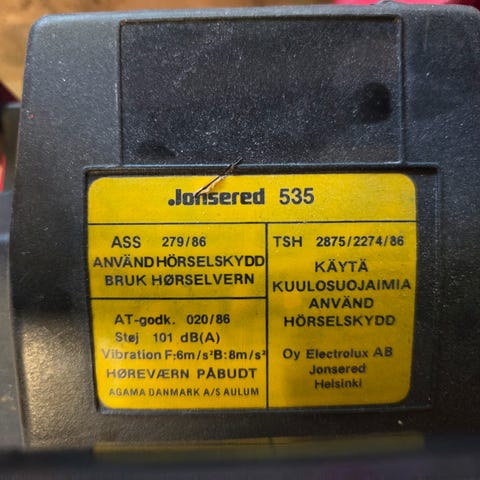 Jonsered 535
ASS 279/86
ANVÄND HÖRSELSKYDD
BRUK HØRSELVERN
AT-godk. 020/86
Støj 101 dB(A)
Vibration F:6m/s² B:8m/s²
HØREVÆRN PÅBUDT
AGAMA DANMARK A/S AULUM
TSH 2875/2274/86
KÄYTÄ
KUULOSUOJAIMIA
ANVÄND
HÖRSELSKYDD
Oy Electrolux AB
Jonsered
Helsinki